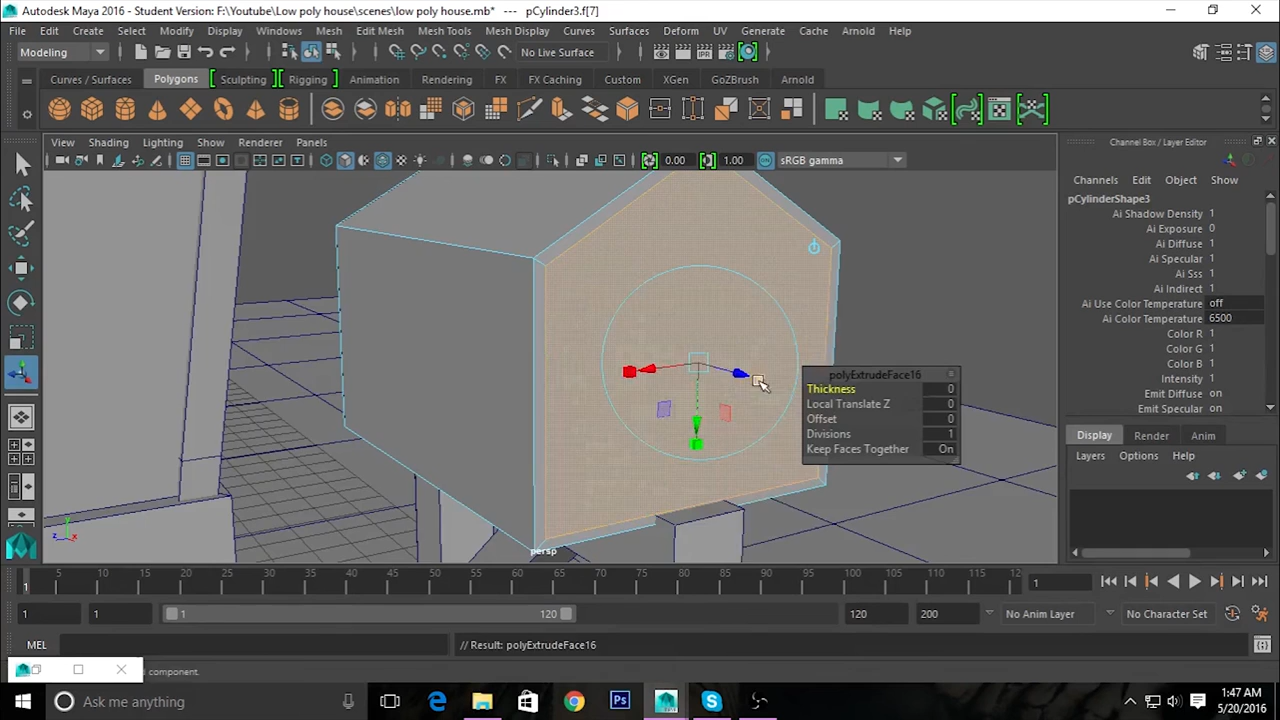 Autodesk Maya 2016 - Student Version: F:\Youtube\Low poly house\scenes\low poly house.mb* --- pCylinder3.f[7]
File Edit Create Select Modify Display Windows Mesh Edit Mesh Mesh Tools Mesh Display Curves Surfaces Deform UV Generate Cache Arnold Help
Modeling No Live Surface IPR
Curves / Surfaces Polygons Sculpting Rigging Animation Rendering FX FX Caching Custom XGen GoZBrush Arnold
View Shading Lighting Show Renderer Panels
0.00 1.00 sRGB gamma
Channel Box / Layer Editor
Channels Edit Object Show
pCylinderShape3
Ai Shadow Density 1
Ai Exposure 0
Ai Diffuse 1
Ai Specular 1
Ai Sss 1
Ai Indirect 1
Ai Use Color Temperature off
Ai Color Temperature 6500
Color R 1
Color G 1
Color B 1
Intensity 1
Emit Diffuse on
Emit Specular on
polyExtrudeFace16
Thickness 0
Local Translate Z 0
Offset 0
Divisions 1
Keep Faces Together On
Display Render Anim
Layers Options Help
y z x
persp
1 5 10 15 20 25 30 35 40 45 50 55 60 65 70 75 80 85 90 95 100 105 110 115 12 1
1 1 1 120 120 200 No Anim Layer No Character Set
MEL // Result: polyExtrudeFace16
d component.
Ask me anything Ps
1:47 AM
5/20/2016